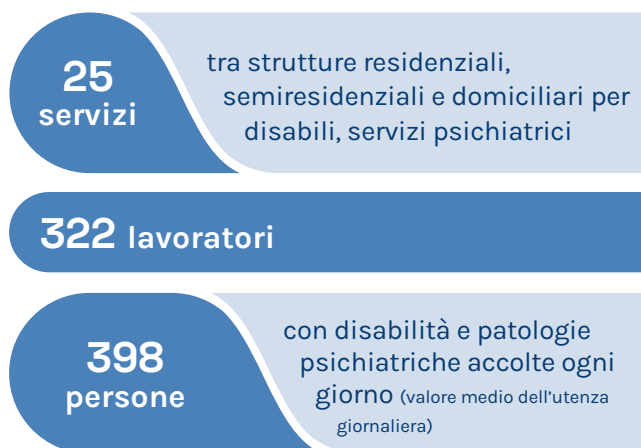 25
servizi
tra strutture residenziali,
semiresidenziali e domiciliari per
disabili, servizi psichiatrici
322 lavoratori
398
persone
con disabilità e patologie
psichiatriche accolte ogni
giorno (valore medio dell'utenza
giornaliera)